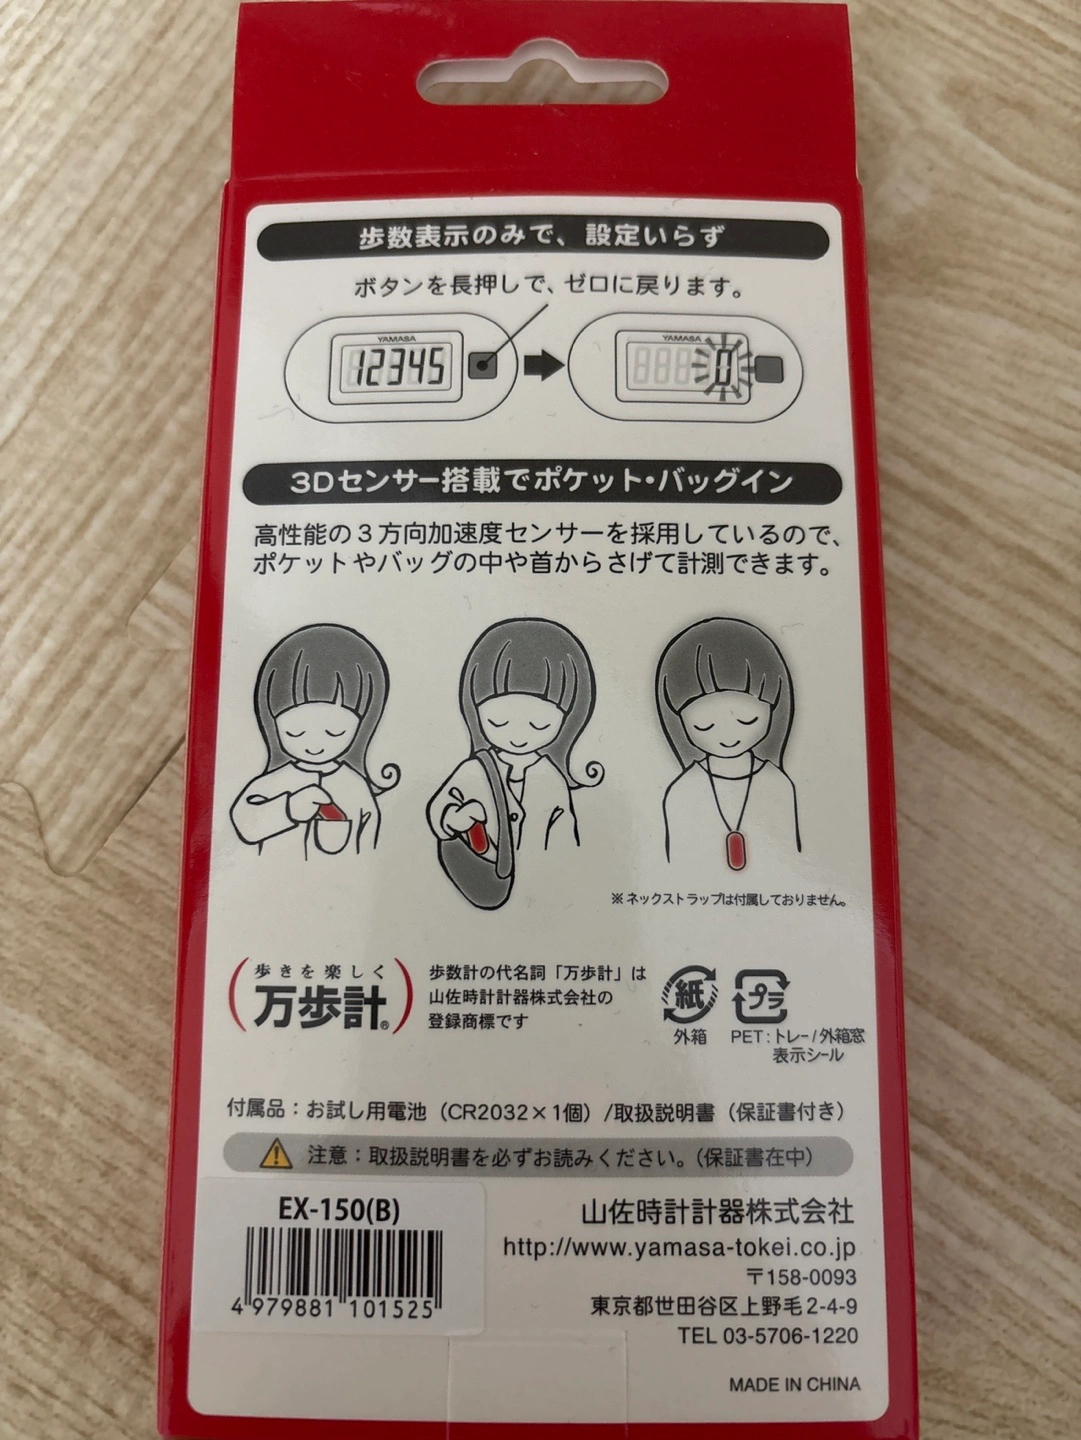 歩数表示のみで、設定いらず
ボタンを長押しで、ゼロに戻ります。
YAMASA
12345
YAMASA
0
3Dセンサー搭載でポケット・バッグイン
高性能の3方向加速度センサーを採用しているので、
ポケットやバッグの中や首からさげて計測できます。
※ネックストラップは付属しておりません。
歩きを楽しく
万歩計®
歩数計の代名詞「万歩計」は
山佐時計計器株式会社の
登録商標です
紙
外箱
プラ
PET：トレー/外箱窓
表示シール
付属品：お試し用電池（CR2032×1個）/取扱説明書（保証書付き）
注意：取扱説明書を必ずお読みください。（保証書在中）
EX-150(B)
4 979881 101525
山佐時計計器株式会社
http://www.yamasa-tokei.co.jp
〒158-0093
東京都世田谷区上野毛2-4-9
TEL 03-5706-1220
MADE IN CHINA